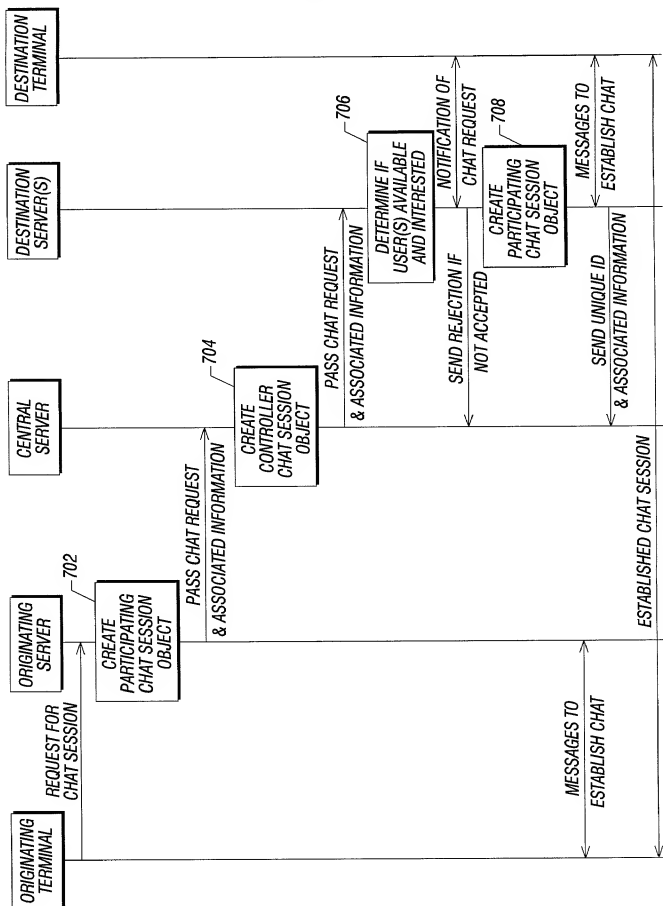 ORIGINATING
TERMINAL
ORIGINATING
SERVER
CENTRAL
SERVER
DESTINATION
SERVER(S)
DESTINATION
TERMINAL
REQUEST FOR
CHAT SESSION
702
CREATE
PARTICIPATING
CHAT SESSION
OBJECT
PASS CHAT REQUEST
& ASSOCIATED INFORMATION
704
CREATE
CONTROLLER
CHAT SESSION
OBJECT
PASS CHAT REQUEST
& ASSOCIATED INFORMATION
706
DETERMINE IF
USER(S) AVAILABLE
AND INTERESTED
NOTIFICATION OF
CHAT REQUEST
SEND REJECTION IF
NOT ACCEPTED
708
CREATE
PARTICIPATING
CHAT SESSION
OBJECT
MESSAGES TO
ESTABLISH CHAT
MESSAGES TO
ESTABLISH CHAT
SEND UNIQUE ID
& ASSOCIATED INFORMATION
ESTABLISHED CHAT SESSION